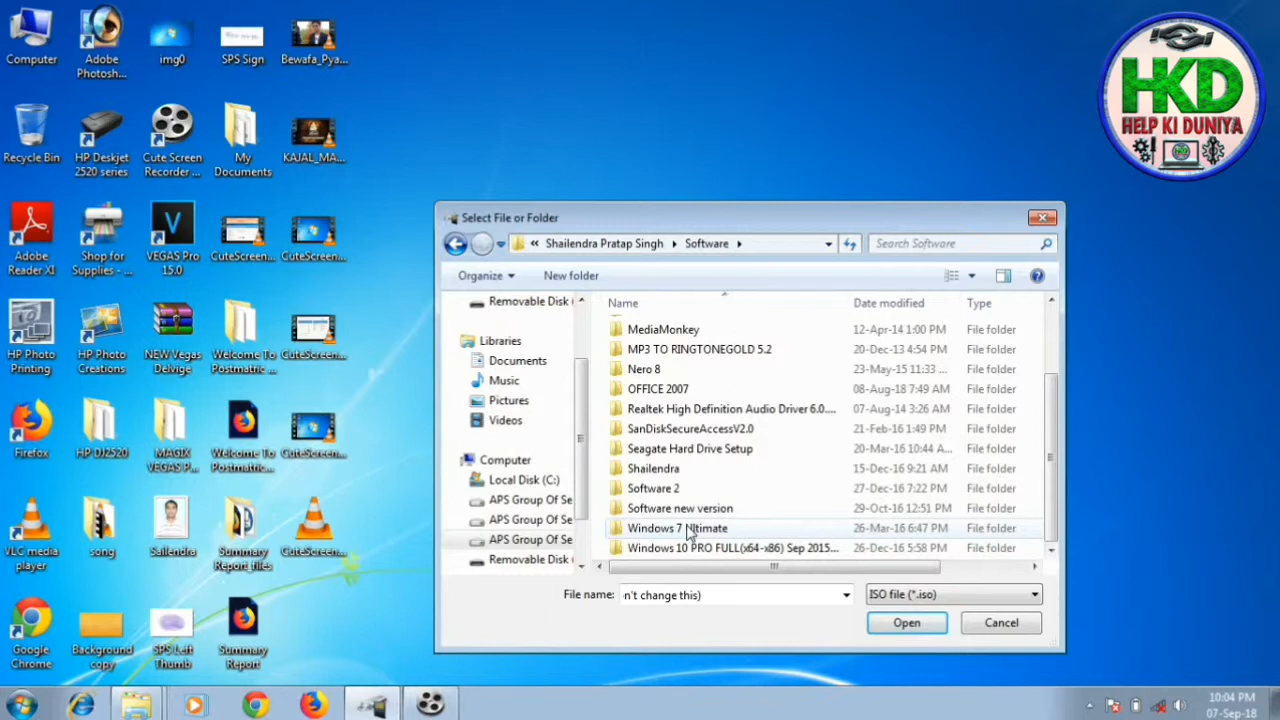 Computer
Adobe Photosh...
img0
SPS Sign
Bewafa_Pya...
Recycle Bin
HP Deskjet 2520 series
Cute Screen Recorder ...
My Documents
KAJAL_MA...
Adobe Reader XI
Shop for Supplies - ...
VEGAS Pro 15.0
CuteScreen...
CuteScreen...
HP Photo Printing
HP Photo Creations
NEW Vegas Delvige
Welcome To Postmatric ...
CuteScreen...
Firefox
HP DJ2520
MAGIX VEGAS P...
Welcome To Postmatric ...
CuteScreen...
VLC media player
song
Sailendra
Summary Report_files
CuteScreen...
Google Chrome
Background copy
SPS Left Thumb
Summary Report
HKD
HELP KI DUNIYA
Select File or Folder
« Shailendra Pratap Singh Software
Search Software
Organize New folder
Name Date modified Type
Removable Disk
Libraries
Documents
Music
Pictures
Videos
Computer
Local Disk (C:)
APS Group Of Se
APS Group Of Se
APS Group Of Se
Removable Disk
MediaMonkey 12-Apr-14 1:00 PM File folder
MP3 TO RINGTONEGOLD 5.2 20-Dec-13 4:54 PM File folder
Nero 8 23-May-15 11:33 ... File folder
OFFICE 2007 08-Aug-18 7:49 AM File folder
Realtek High Definition Audio Driver 6.0.... 07-Aug-14 3:26 AM File folder
SanDiskSecureAccessV2.0 21-Feb-16 1:49 PM File folder
Seagate Hard Drive Setup 20-Mar-16 10:44 A... File folder
Shailendra 15-Dec-16 9:21 AM File folder
Software 2 27-Dec-16 7:22 PM File folder
Software new version 29-Oct-16 12:51 PM File folder
Windows 7 Ultimate 26-Mar-16 6:47 PM File folder
Windows 10 PRO FULL(x64-x86) Sep 2015... 26-Dec-16 5:58 PM File folder
File name: n't change this) ISO file (*.iso)
Open Cancel
10:04 PM
07-Sep-18